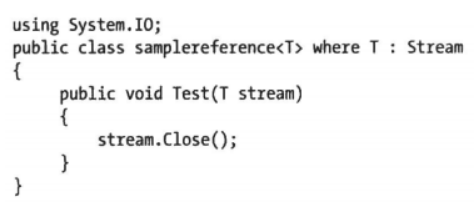 using System.IO;
public class samplereference<T> where T : Stream
{
    public void Test(T stream)
    {
        stream.Close();
    }
}